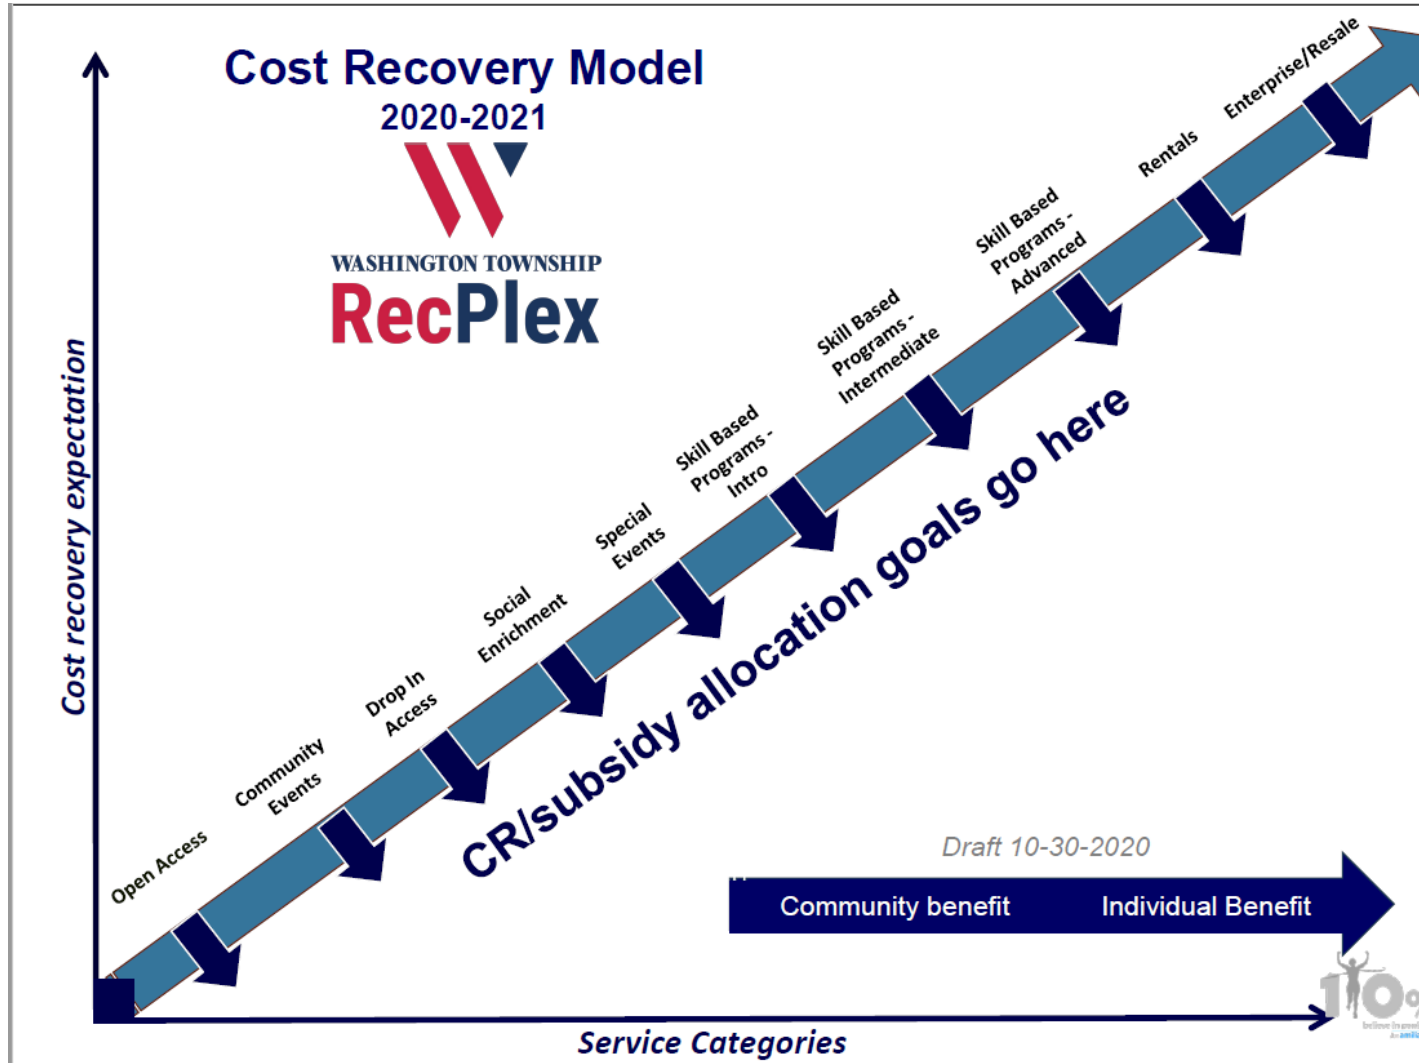 Cost Recovery Model
2020-2021
WASHINGTON TOWNSHIP
RecPlex
Cost recovery expectation
Open Access
Community
Events
Drop In
Access
Social
Enrichment
Special
Events
Skill Based
Programs -
Intro
Skill Based
Programs -
Intermediate
Skill Based
Programs -
Advanced
Rentals
Enterprise/Resale
CR/subsidy allocation goals go here
Draft 10-30-2020
Community benefit Individual Benefit
Service Categories